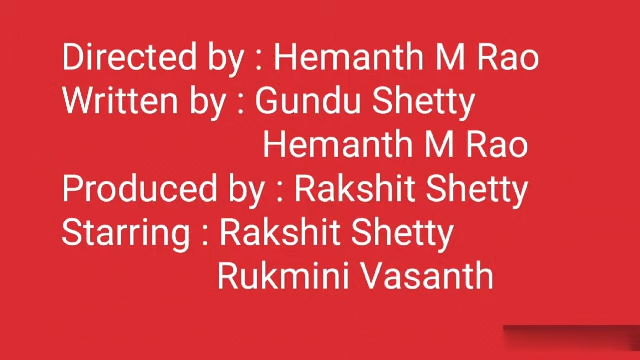 Directed by : Hemanth M Rao
Written by : Gundu Shetty
Hemanth M Rao
Produced by : Rakshit Shetty
Starring : Rakshit Shetty
Rukmini Vasanth